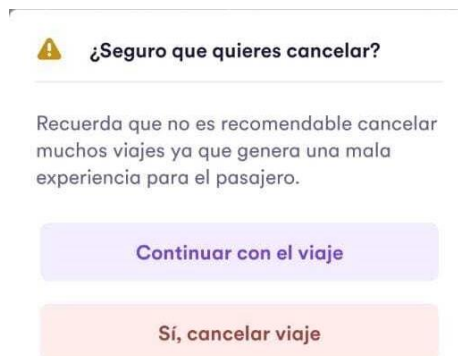 ¿Seguro que quieres cancelar?
Recuerda que no es recomendable cancelar
muchos viajes ya que genera una mala
experiencia para el pasajero.
Continuar con el viaje
Sí, cancelar viaje